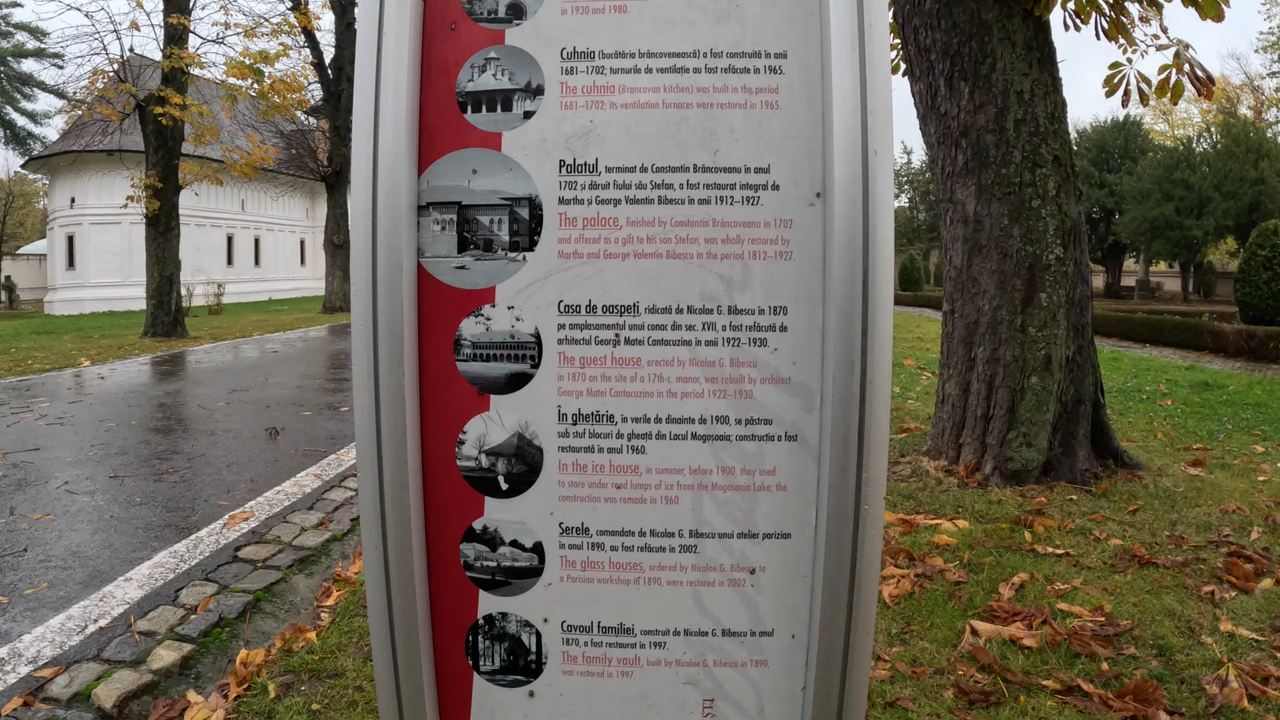 in 1930 and 1980.
Cuhnia (bucătăria brâncovenească) a fost construită în anii
1681–1702; turnurile de ventilație au fost refăcute în 1965.
The cuhnia (Brancovan kitchen) was built in the period
1681–1702; its ventilation furnaces were restored in 1965.
Palatul, terminat de Constantin Brâncoveanu în anul
1702 și dăruit fiului său Ștefan, a fost restaurat integral de
Martha și George Valentin Bibescu în anii 1912–1927.
The palace, finished by Constantin Brâncoveanu in 1702
and offered as a gift to his son Stefan, was wholly restored by
Martha and George Valentin Bibescu in the period 1812–1927.
Casa de oaspeți, ridicată de Nicolae G. Bibescu în 1870
pe amplasamentul unui conac din sec. XVII, a fost refăcută de
arhitectul George Matei Cantacuzino în anii 1922–1930.
The guest house, erected by Nicolae G. Bibescu
in 1870 on the site of a 17th-c. manor, was rebuilt by architect
George Matei Cantacuzino in the period 1922–1930.
În ghețărie, în verile de dinainte de 1900, se păstrau
sub stuf blocuri de gheață din Lacul Mogoșoaia; construcția a fost
restaurată în anul 1960.
In the ice house, in summer, before 1900, they used
to store under reed lumps of ice from the Mogosoaia Lake; the
construction was remade in 1960.
Serele, comandate de Nicolae G. Bibescu unui atelier parizian
în anul 1890, au fost refăcute în 2002.
The glass houses, ordered by Nicolae G. Bibescu to
a Parisian workshop in 1890, were restored in 2002.
Cavoul familiei, construit de Nicolae G. Bibescu în anul
1870, a fost restaurat în 1997.
The family vault, built by Nicolae G. Bibescu in 1890,
was restored in 1997